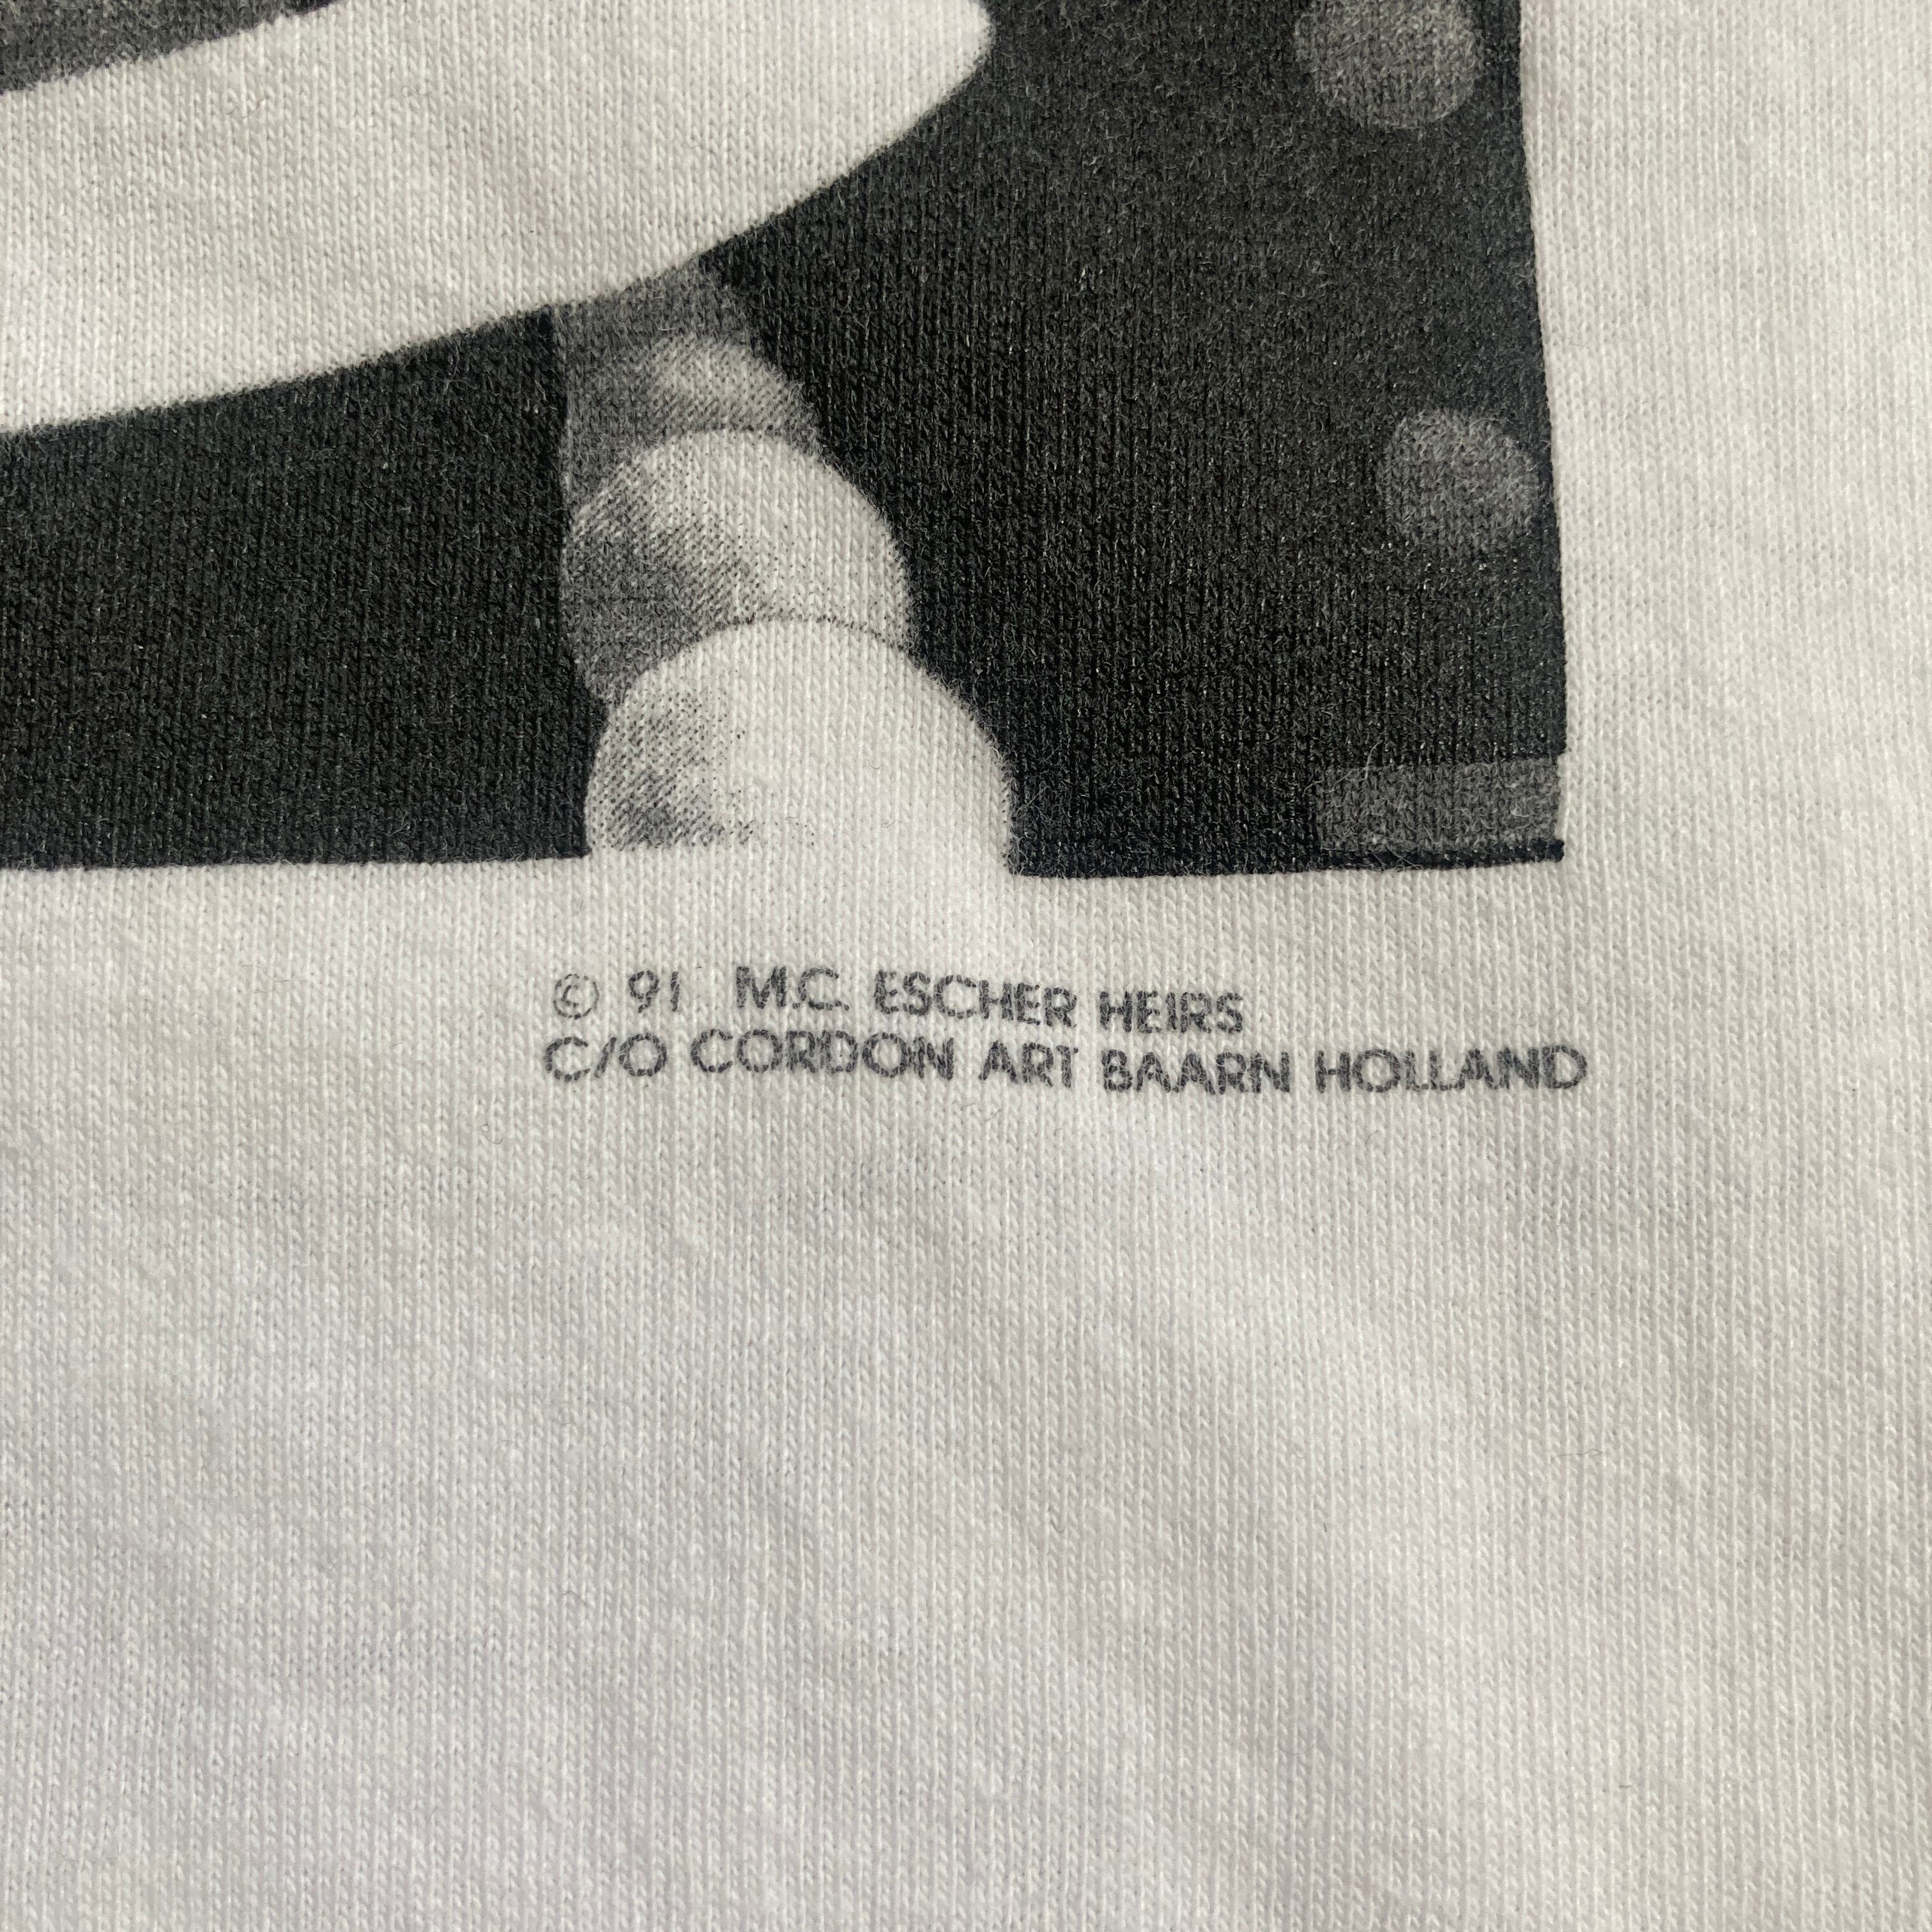 © 91 M.C. ESCHER HEIRS
C/O CORDON ART BAARN HOLLAND